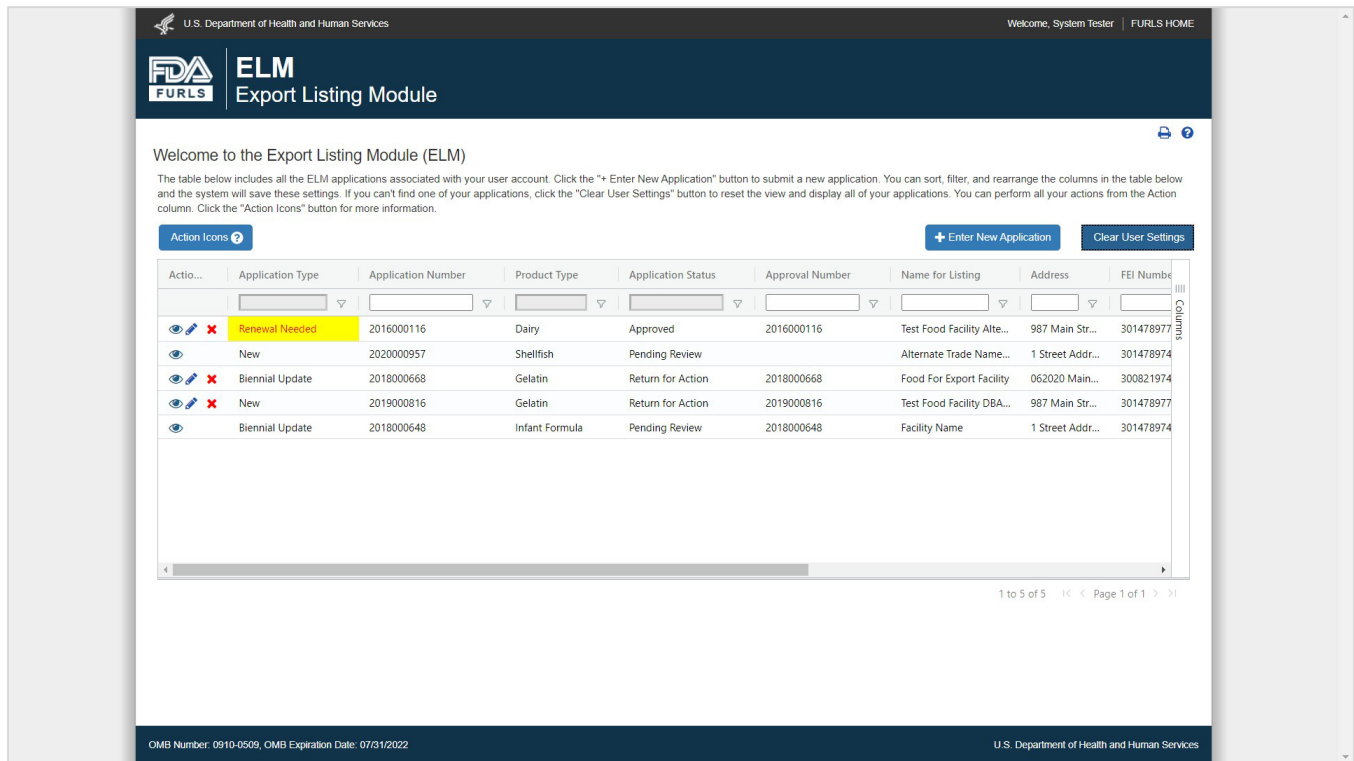 U.S. Department of Health and Human Services Welcome, System Tester | FURLS HOME
FDA
FURLS
ELM
Export Listing Module
Welcome to the Export Listing Module (ELM)
The table below includes all the ELM applications associated with your user account. Click the "+ Enter New Application" button to submit a new application. You can sort, filter, and rearrange the columns in the table below
and the system will save these settings. If you can't find one of your applications, click the "Clear User Settings" button to reset the view and display all of your applications. You can perform all your actions from the Action
column. Click the "Action Icons" button for more information.
Action Icons ? + Enter New Application Clear User Settings
Actio... Application Type Application Number Product Type Application Status Approval Number Name for Listing Address FEI Numbe
Columns
Renewal Needed 2016000116 Dairy Approved 2016000116 Test Food Facility Alte... 987 Main Str... 301478977
New 2020000957 Shellfish Pending Review Alternate Trade Name... 1 Street Addr... 301478974
Biennial Update 2018000668 Gelatin Return for Action 2018000668 Food For Export Facility 062020 Main... 300821974
New 2019000816 Gelatin Return for Action 2019000816 Test Food Facility DBA... 987 Main Str... 301478977
Biennial Update 2018000648 Infant Formula Pending Review 2018000648 Facility Name 1 Street Addr... 301478974
1 to 5 of 5 Page 1 of 1
OMB Number: 0910-0509, OMB Expiration Date: 07/31/2022 U.S. Department of Health and Human Services